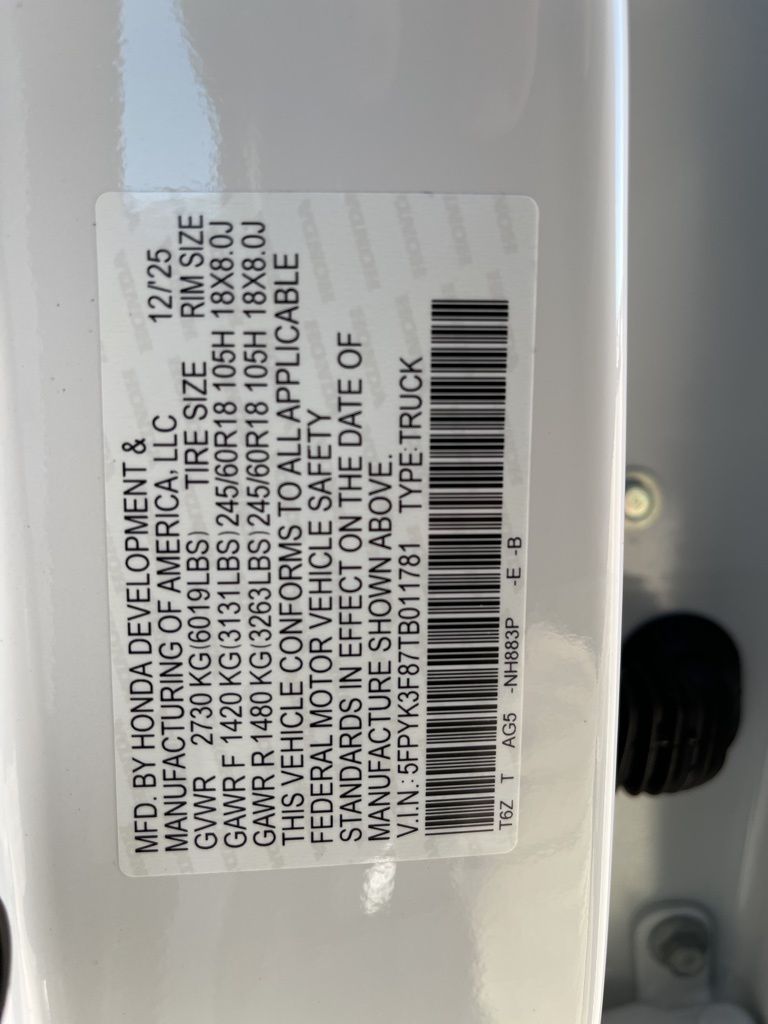 MFD. BY HONDA DEVELOPMENT &
MANUFACTURING OF AMERICA, LLC 12/'25
GVWR 2730 KG(6019LBS) TIRE SIZE RIM SIZE
GAWR F 1420 KG(3131LBS) 245/60R18 105H 18X8.0J
GAWR R 1480 KG(3263LBS) 245/60R18 105H 18X8.0J
THIS VEHICLE CONFORMS TO ALL APPLICABLE
FEDERAL MOTOR VEHICLE SAFETY
STANDARDS IN EFFECT ON THE DATE OF
MANUFACTURE SHOWN ABOVE.
V.I.N.: 5FPYK3F87TB011781 TYPE:TRUCK
T6Z T AG5 -NH883P -E -B